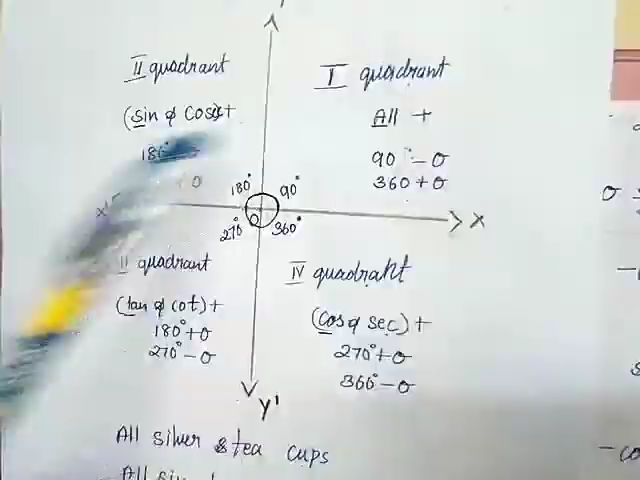 II quadrant
(Sin & Cosec+
180°
I quadrant
All +
90° - θ
360 + θ
180° 90°
X
270° 360°
II quadrant
(tan & cot)+
180° + θ
270° - θ
IV quadrant
(Cos & sec)+
270° + θ
360° - θ
Y'
All silver tea cups